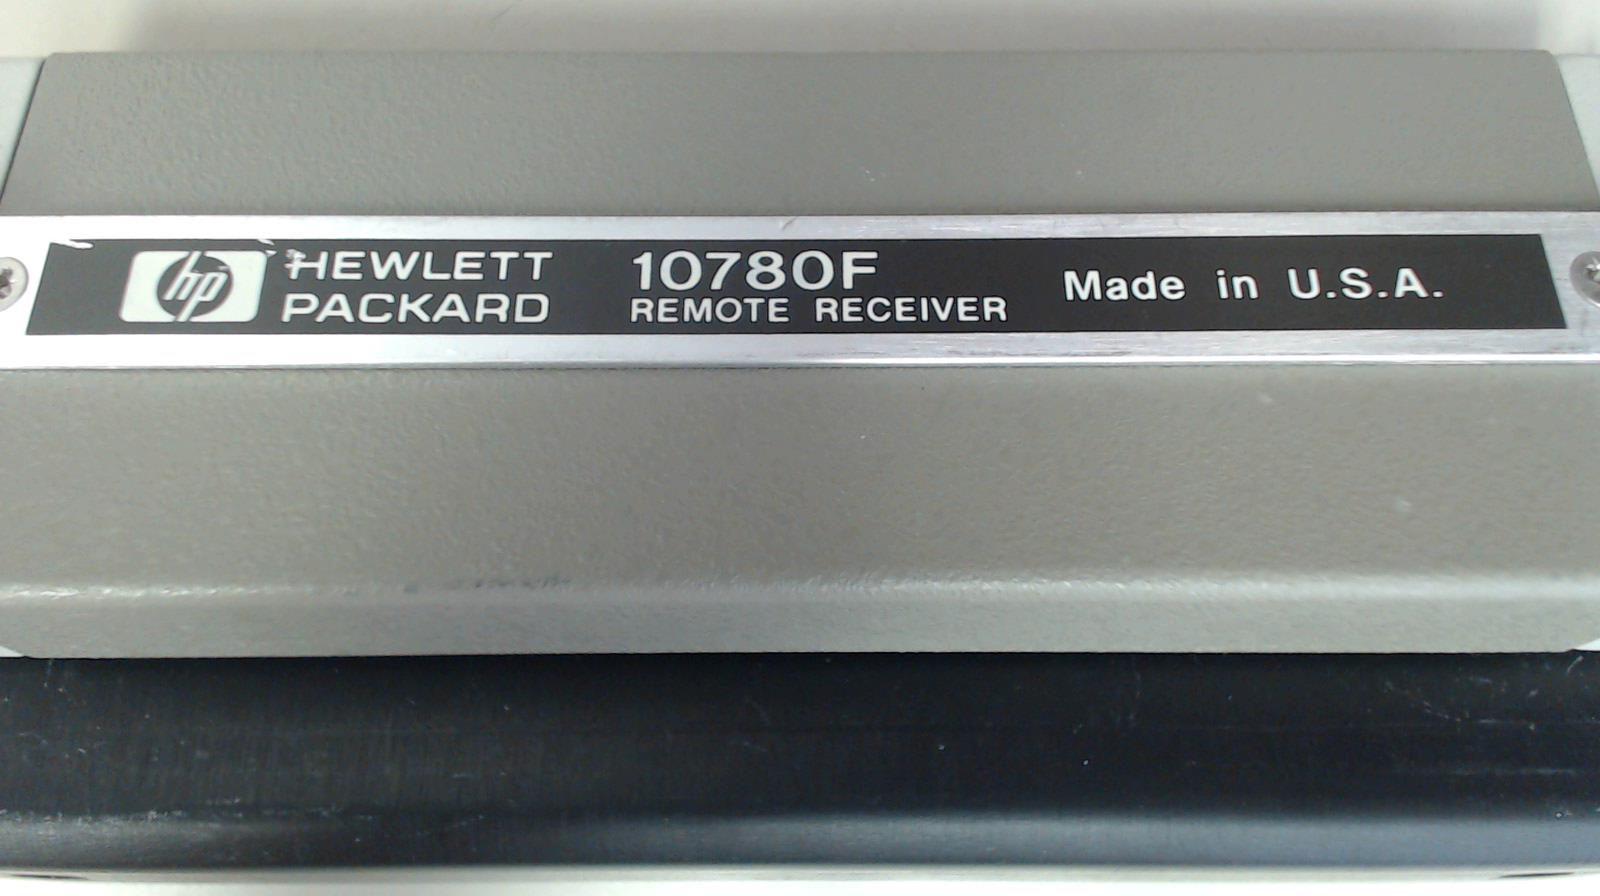 hp HEWLETT PACKARD
10780F
REMOTE RECEIVER
Made in U.S.A.